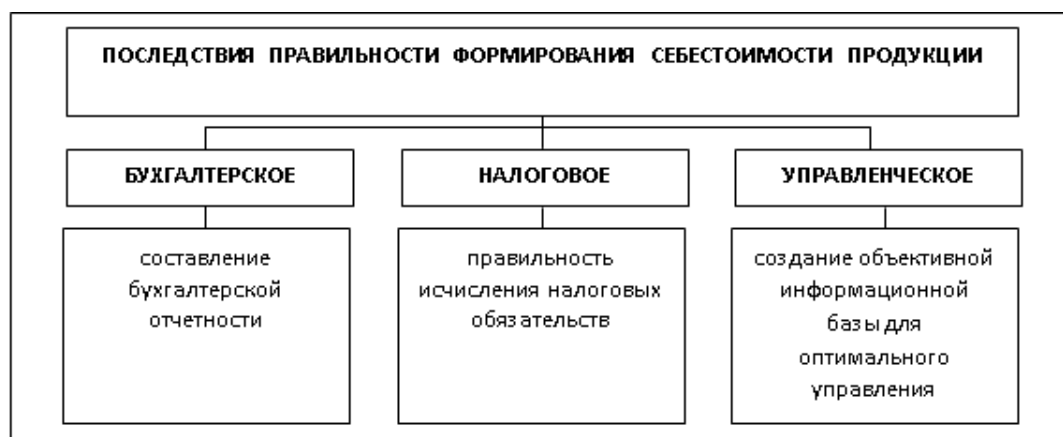 ПОСЛЕДСТВИЯ ПРАВИЛЬНОСТИ ФОРМИРОВАНИЯ СЕБЕСТОИМОСТИ ПРОДУКЦИИ
БУХГАЛТЕРСКОЕ
НАЛОГОВОЕ
УПРАВЛЕНЧЕСКОЕ
составление
бухгалтерской
отчетности
правильность
исчисления налоговых
обязательств
создание объективной
информационной
базы для
оптимального
управления